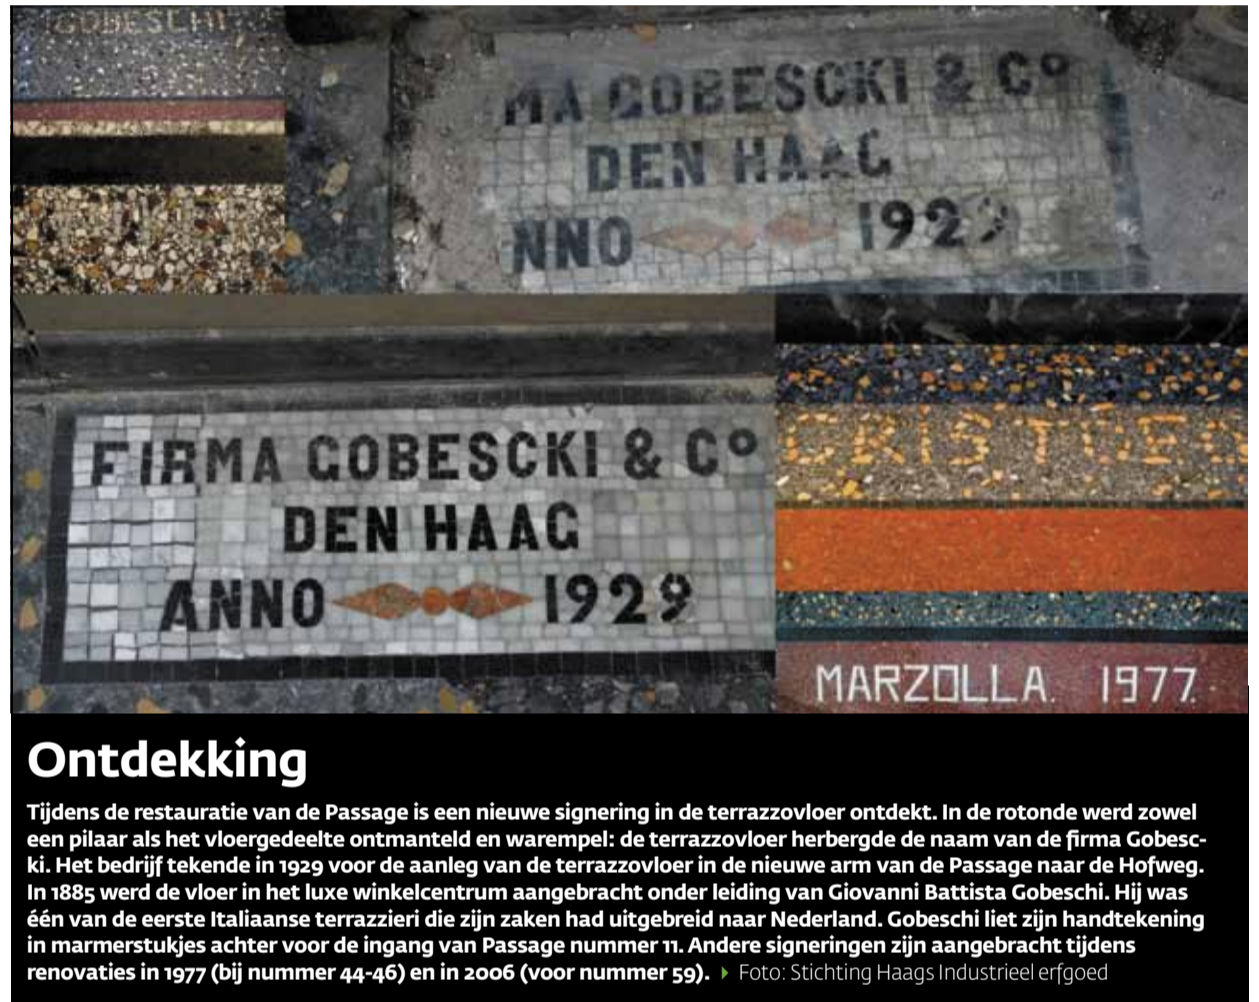 GOBESCHI
MA GOBESCKI & Cº
DEN HAAG
NNO 1929
FIRMA GOBESCKI & Cº
DEN HAAG
ANNO 1929
MARZOLLA. 1977.
Ontdekking
Tijdens de restauratie van de Passage is een nieuwe signering in de terrazzovloer ontdekt. In de rotonde werd zowel
een pilaar als het vloergedeelte ontmanteld en warempel: de terrazzovloer herbergde de naam van de firma Gobesc-
ki. Het bedrijf tekende in 1929 voor de aanleg van de terrazzovloer in de nieuwe arm van de Passage naar de Hofweg.
In 1885 werd de vloer in het luxe winkelcentrum aangebracht onder leiding van Giovanni Battista Gobeschi. Hij was
één van de eerste Italiaanse terrazzieri die zijn zaken had uitgebreid naar Nederland. Gobeschi liet zijn handtekening
in marmerstukjes achter voor de ingang van Passage nummer 11. Andere signeringen zijn aangebracht tijdens
renovaties in 1977 (bij nummer 44-46) en in 2006 (voor nummer 59). Foto: Stichting Haags Industrieel erfgoed